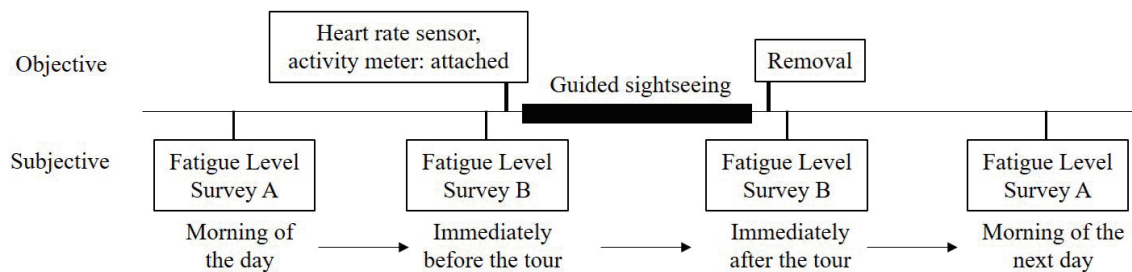 Heart rate sensor,
activity meter: attached
Objective
Removal
Guided sightseeing
Subjective
Fatigue Level
Survey A
Fatigue Level
Survey B
Fatigue Level
Survey B
Fatigue Level
Survey A
Morning of
the day
Immediately
before the tour
Immediately
after the tour
Morning of the
next day